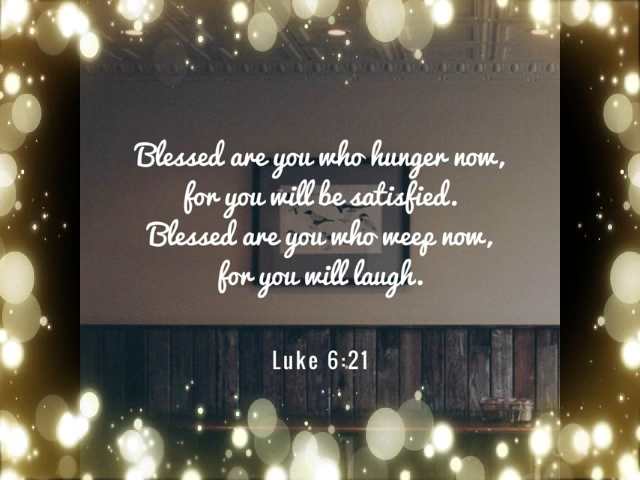 Blessed are you who hunger now,
for you will be satisfied.
Blessed are you who weep now,
for you will laugh.
Luke 6:21